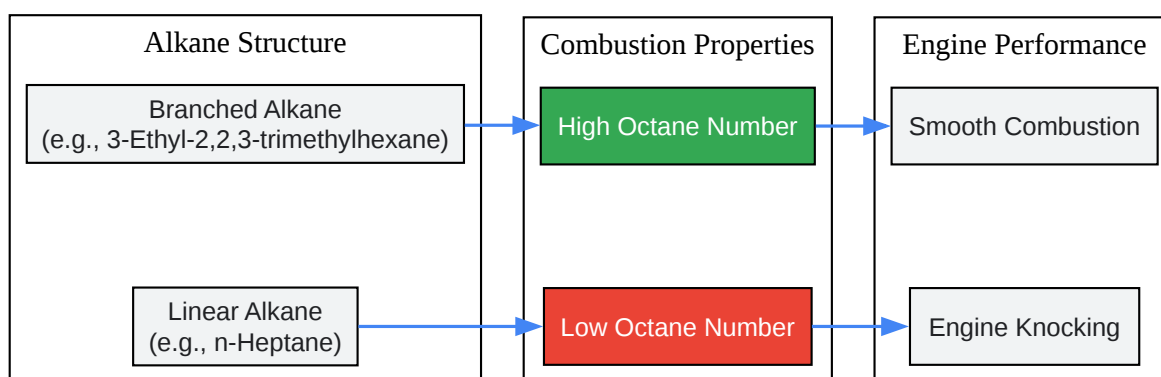 Alkane Structure
Combustion Properties
Engine Performance
Branched Alkane
(e.g., 3-Ethyl-2,2,3-trimethylhexane)
High Octane Number
Smooth Combustion
Linear Alkane
(e.g., n-Heptane)
Low Octane Number
Engine Knocking